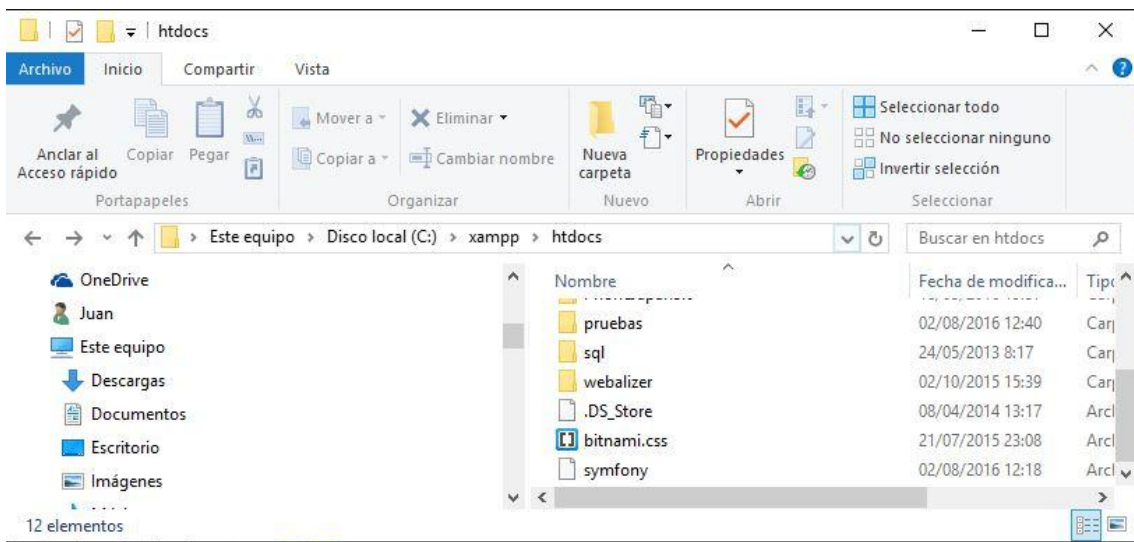 htdocs
Archivo Inicio Compartir Vista
Anclar al Acceso rápido
Copiar
Pegar
Mover a
Copiar a
Eliminar
Cambiar nombre
Nueva carpeta
Propiedades
Seleccionar todo
No seleccionar ninguno
Invertir selección
Portapapeles Organizar Nuevo Abrir Seleccionar
Este equipo > Disco local (C:) > xampp > htdocs
Buscar en htdocs
OneDrive
Juan
Este equipo
Descargas
Documentos
Escritorio
Imágenes
Nombre Fecha de modifica...
pruebas 02/08/2016 12:40
sql 24/05/2013 8:17
webalizer 02/10/2015 15:39
.DS_Store 08/04/2014 13:17
bitnami.css 21/07/2015 23:08
symfony 02/08/2016 12:18
12 elementos